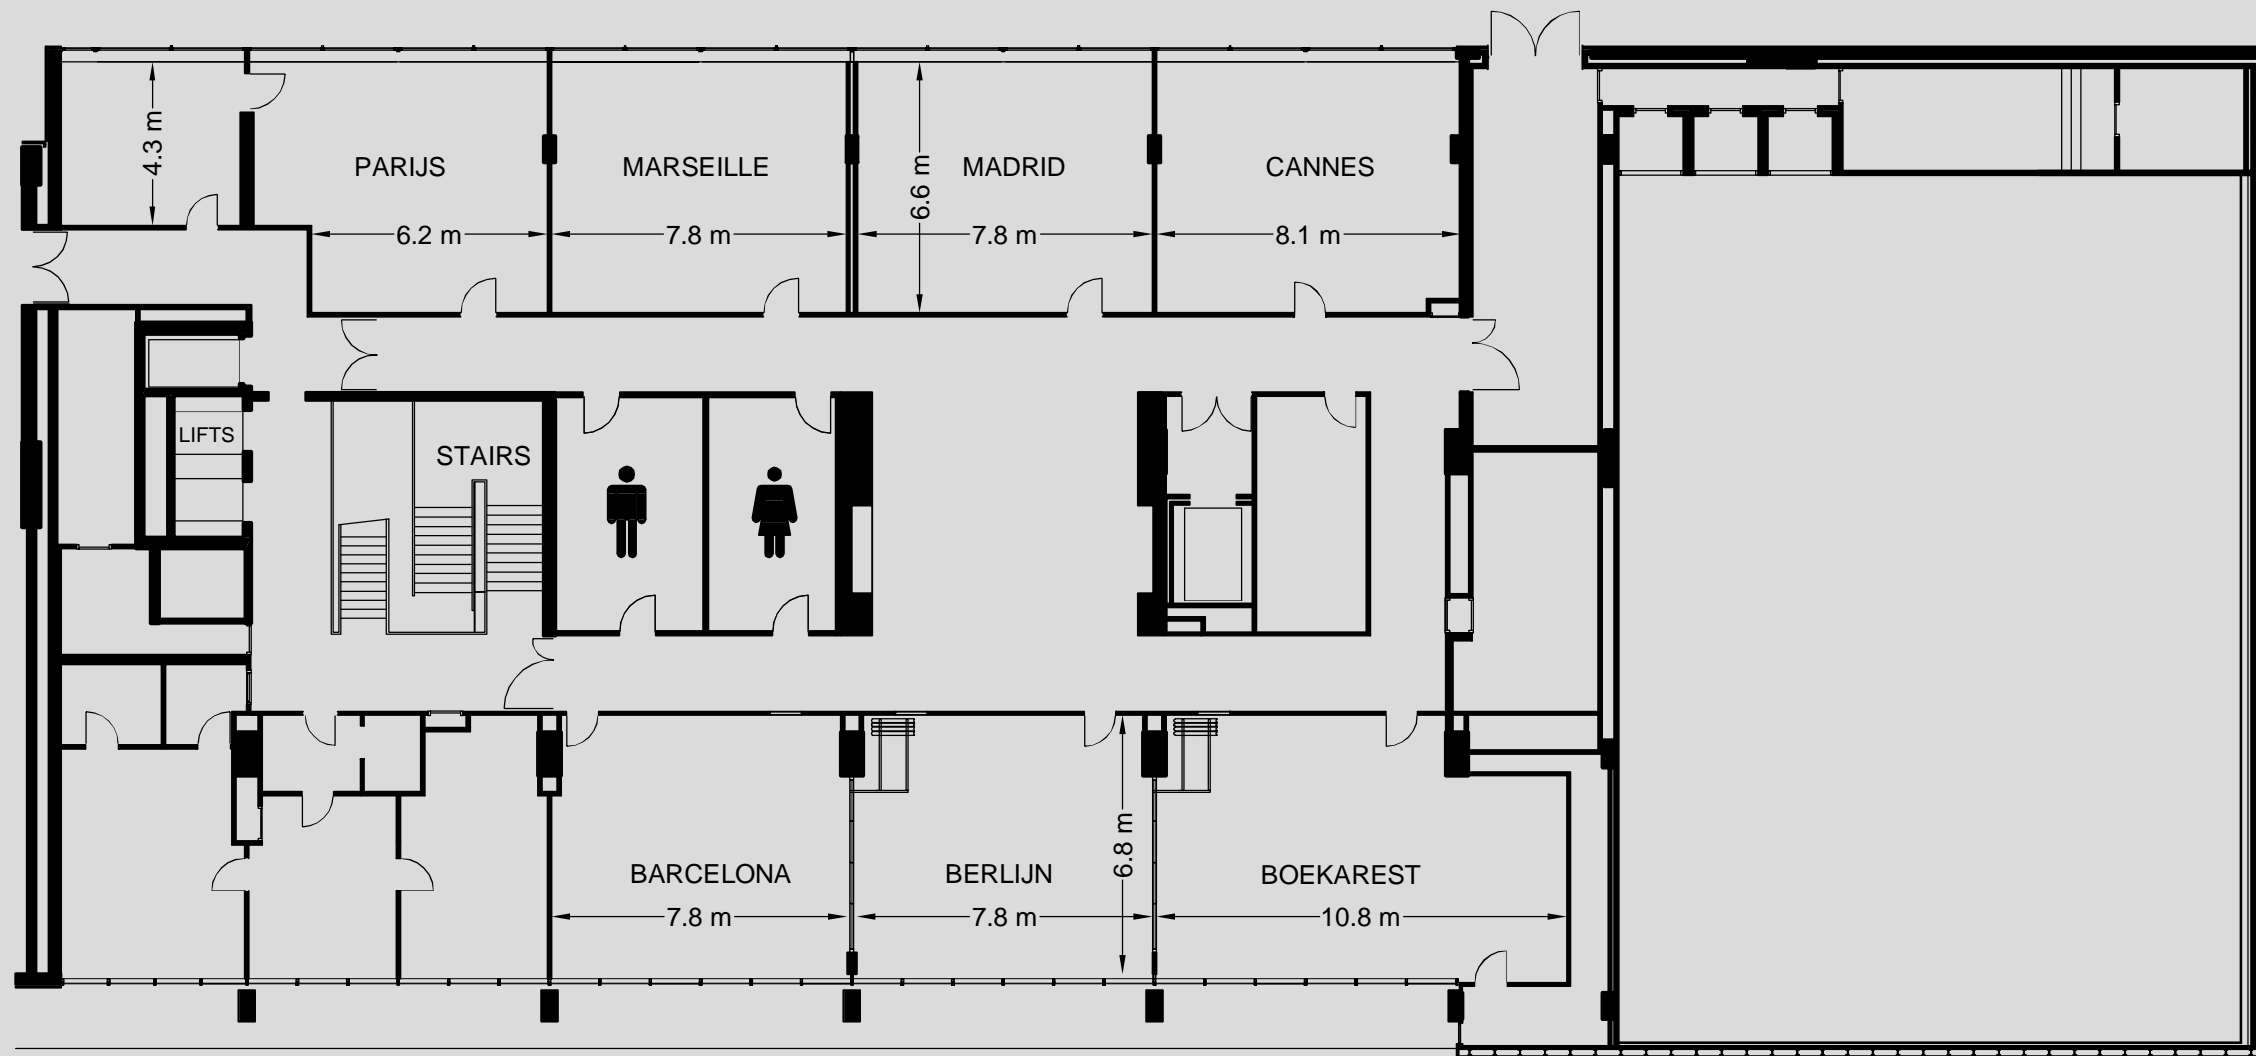 4.3 m
PARIJS
MARSEILLE
MADRID
CANNES
6.6 m
6.2 m
7.8 m
7.8 m
8.1 m
LIFTS
STAIRS
6.8 m
BARCELONA
BERLIJN
BOEKAREST
7.8 m
7.8 m
10.8 m